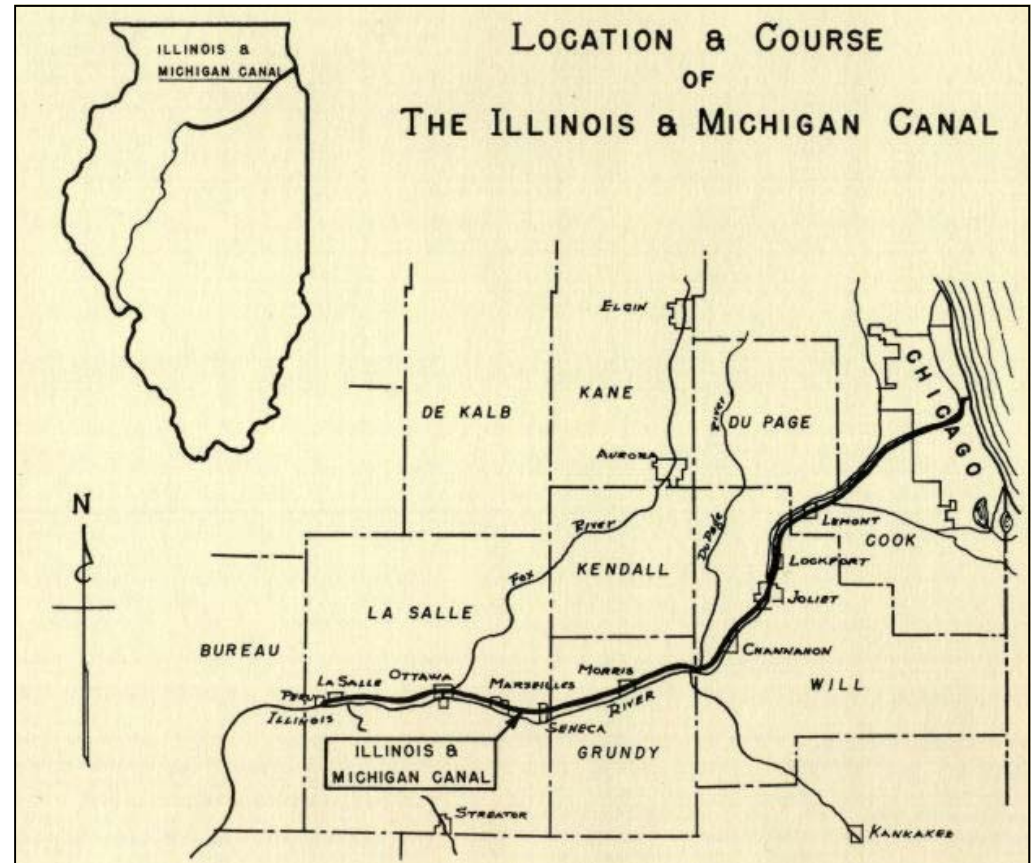 LOCATION & COURSE
OF
THE ILLINOIS & MICHIGAN CANAL
ILLINOIS &
MICHIGAN CANAL
N
ELGIN
KANE
DE KALB
DU PAGE
River
CHICAGO
AURORA
River
Du Page
LEMONT
COOK
LOCKPORT
KENDALL
Fox
JOLIET
LA SALLE
CHANNAHON
BUREAU
WILL
MORRIS
RIVER
OTTAWA
MARSEILLES
LA SALLE
PERU
ILLINOIS
SENECA
GRUNDY
ILLINOIS &
MICHIGAN CANAL
STREATOR
KANKAKEE